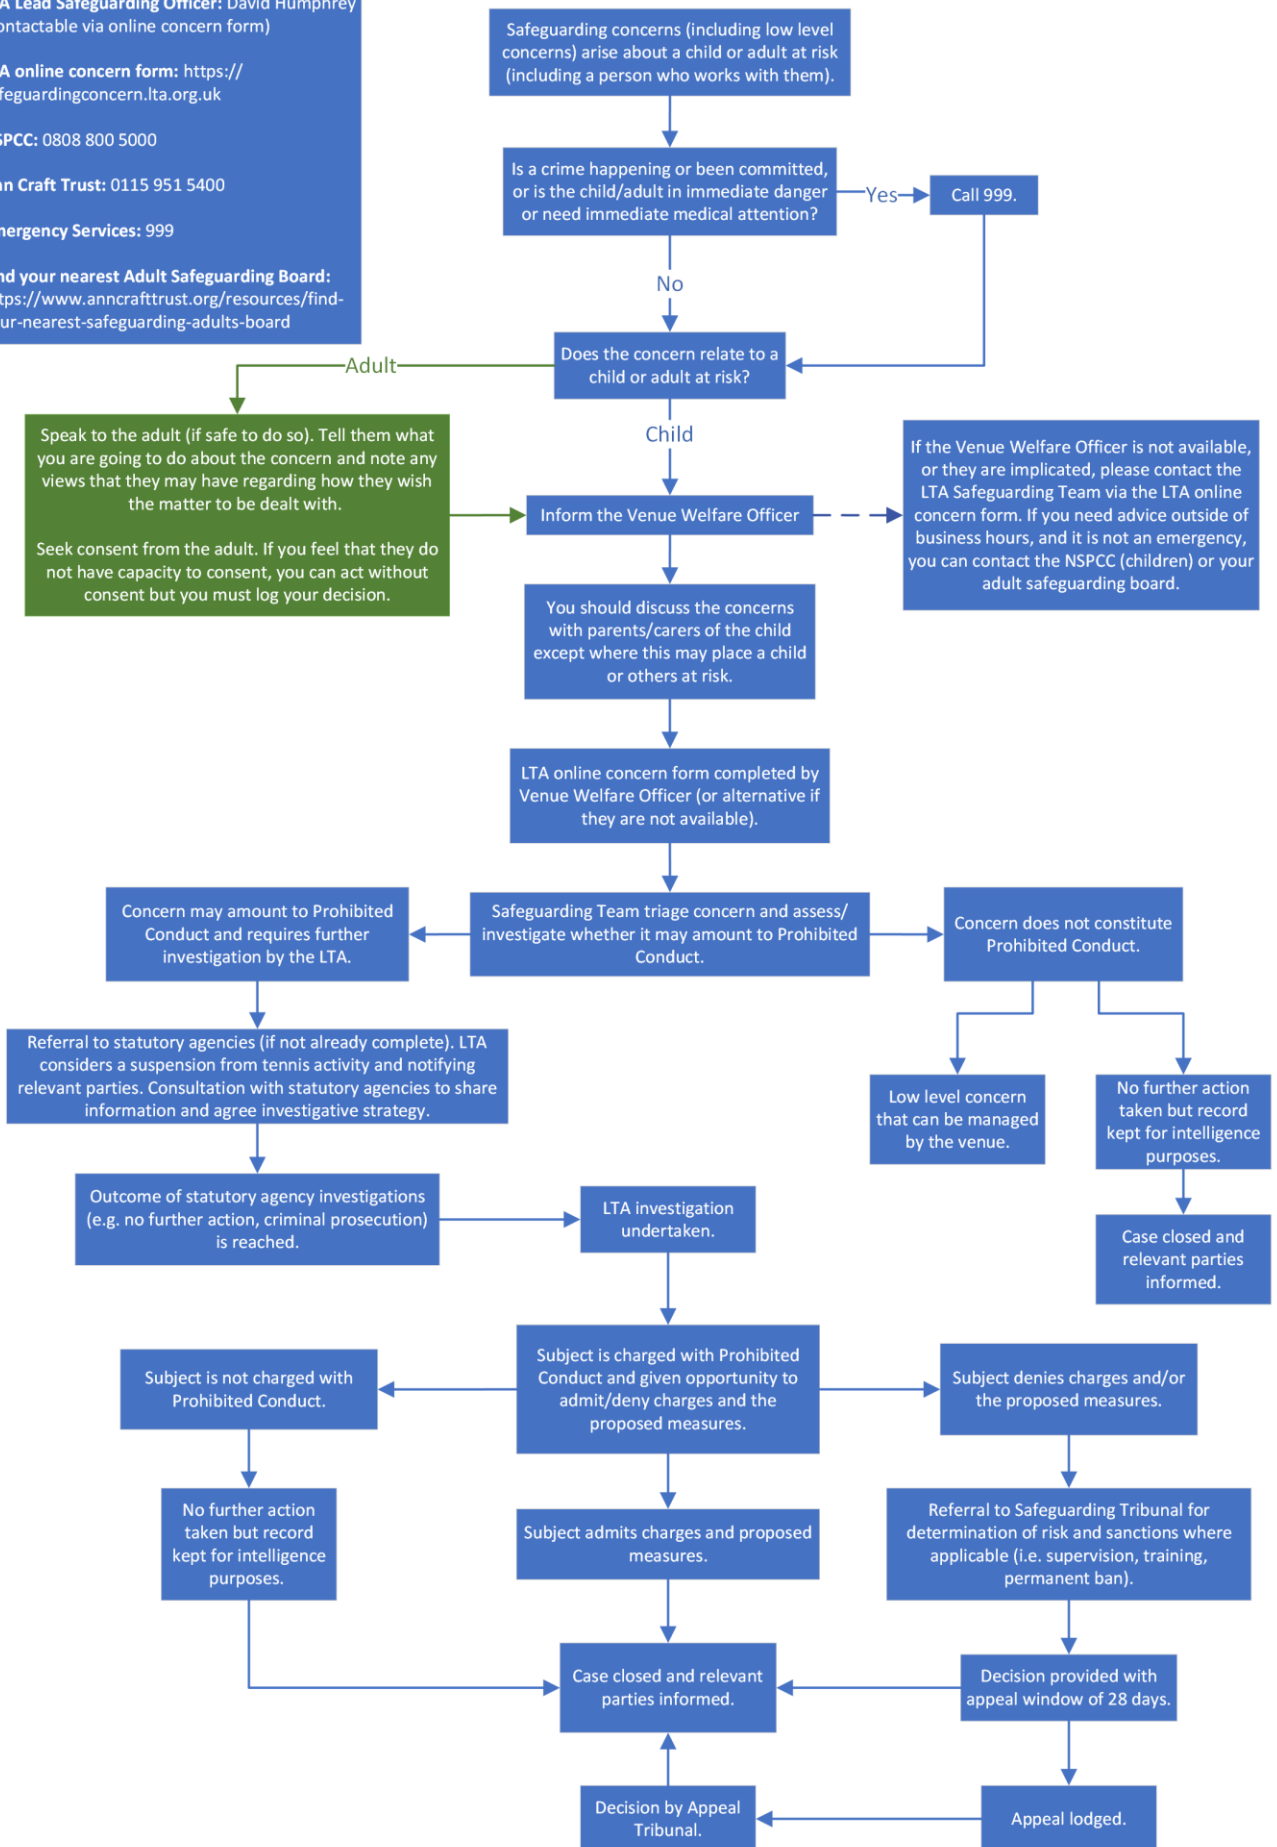 A Lead Safeguarding Officer: David Humphrey
ontactable via online concern form)
A online concern form: https://
feguardingconcern.lta.org.uk
SPCC: 0808 800 5000
n Craft Trust: 0115 951 5400
mergency Services: 999
nd your nearest Adult Safeguarding Board:
tps://www.anncrafttrust.org/resources/find-
ur-nearest-safeguarding-adults-board
Safeguarding concerns (including low level
concerns) arise about a child or adult at risk
(including a person who works with them).
Is a crime happening or been committed,
or is the child/adult in immediate danger
or need immediate medical attention?
Yes
Call 999.
No
Does the concern relate to a
child or adult at risk?
Adult
Child
Speak to the adult (if safe to do so). Tell them what
you are going to do about the concern and note any
views that they may have regarding how they wish
the matter to be dealt with.
Seek consent from the adult. If you feel that they do
not have capacity to consent, you can act without
consent but you must log your decision.
Inform the Venue Welfare Officer
If the Venue Welfare Officer is not available,
or they are implicated, please contact the
LTA Safeguarding Team via the LTA online
concern form. If you need advice outside of
business hours, and it is not an emergency,
you can contact the NSPCC (children) or your
adult safeguarding board.
You should discuss the concerns
with parents/carers of the child
except where this may place a child
or others at risk.
LTA online concern form completed by
Venue Welfare Officer (or alternative if
they are not available).
Safeguarding Team triage concern and assess/
investigate whether it may amount to Prohibited
Conduct.
Concern may amount to Prohibited
Conduct and requires further
investigation by the LTA.
Concern does not constitute
Prohibited Conduct.
Referral to statutory agencies (if not already complete). LTA
considers a suspension from tennis activity and notifying
relevant parties. Consultation with statutory agencies to share
information and agree investigative strategy.
Low level concern
that can be managed
by the venue.
No further action
taken but record
kept for intelligence
purposes.
Outcome of statutory agency investigations
(e.g. no further action, criminal prosecution)
is reached.
LTA investigation
undertaken.
Case closed and
relevant parties
informed.
Subject is not charged with
Prohibited Conduct.
Subject is charged with Prohibited
Conduct and given opportunity to
admit/deny charges and the
proposed measures.
Subject denies charges and/or
the proposed measures.
No further action
taken but record
kept for intelligence
purposes.
Subject admits charges and proposed
measures.
Referral to Safeguarding Tribunal for
determination of risk and sanctions where
applicable (i.e. supervision, training,
permanent ban).
Case closed and relevant
parties informed.
Decision provided with
appeal window of 28 days.
Decision by Appeal
Tribunal.
Appeal lodged.